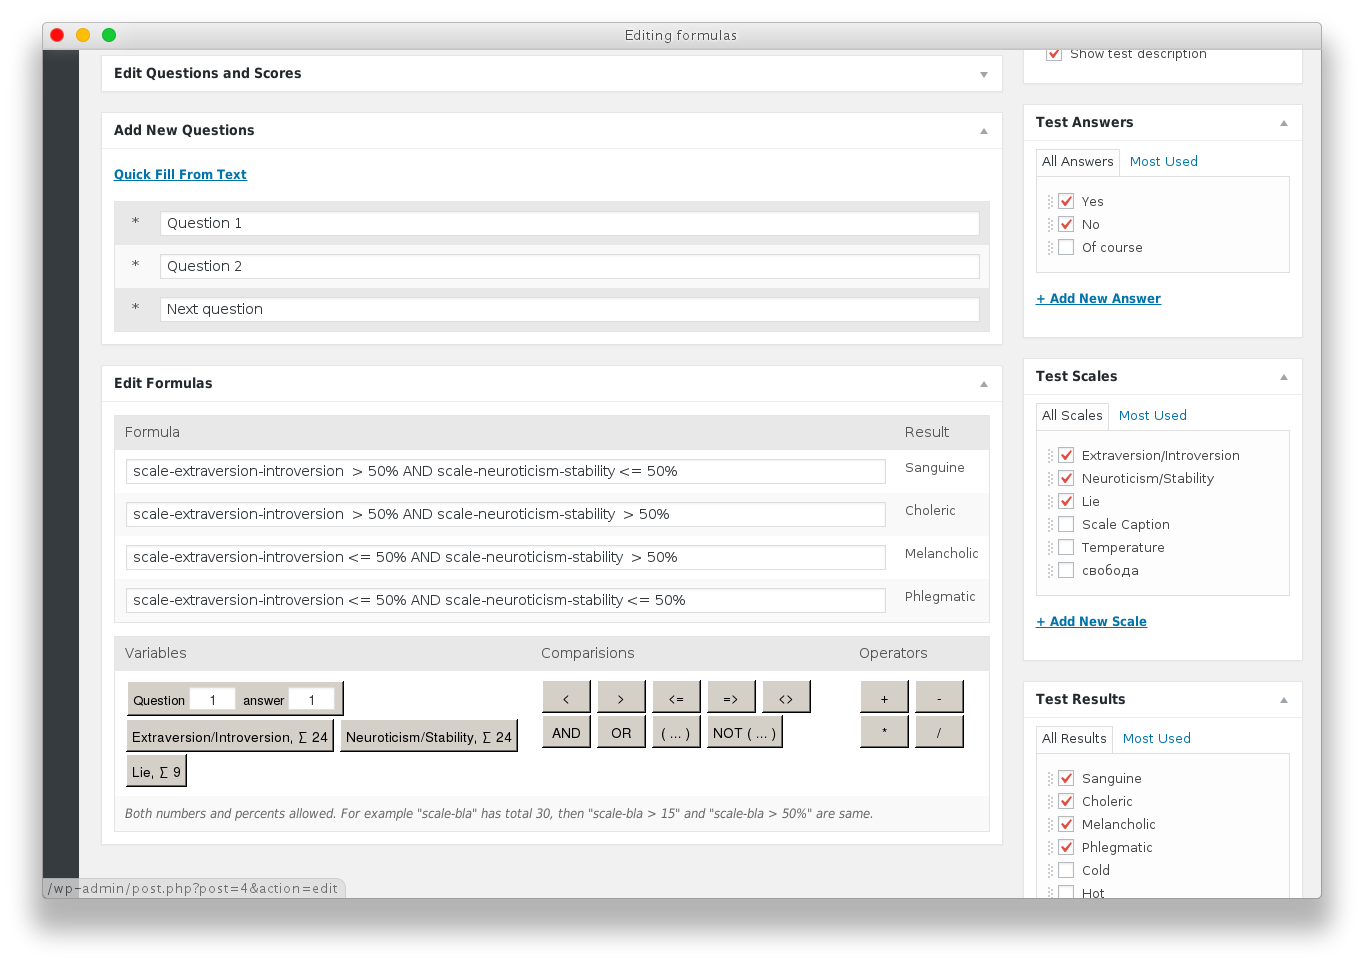 Editing formulas
Edit Questions and Scores
Add New Questions
Quick Fill From Text
* Question 1
* Question 2
* Next question
Edit Formulas
Formula Result
scale-extraversion-introversion  > 50% AND scale-neuroticism-stability <= 50% Sanguine
scale-extraversion-introversion  > 50% AND scale-neuroticism-stability  > 50% Choleric
scale-extraversion-introversion <= 50% AND scale-neuroticism-stability  > 50% Melancholic
scale-extraversion-introversion <= 50% AND scale-neuroticism-stability <= 50% Phlegmatic
Variables Comparisions Operators
Question 1 answer 1
Extraversion/Introversion, Σ 24 Neuroticism/Stability, Σ 24
Lie, Σ 9
< > <= => <>
AND OR ( ... ) NOT ( ... )
+ -
* /
Both numbers and percents allowed. For example "scale-bla" has total 30, then "scale-bla > 15" and "scale-bla > 50%" are same.
/wp-admin/post.php?post=4&action=edit
Show test description
Test Answers
All Answers Most Used
Yes
No
Of course
+ Add New Answer
Test Scales
All Scales Most Used
Extraversion/Introversion
Neuroticism/Stability
Lie
Scale Caption
Temperature
свобода
+ Add New Scale
Test Results
All Results Most Used
Sanguine
Choleric
Melancholic
Phlegmatic
Cold
Hot